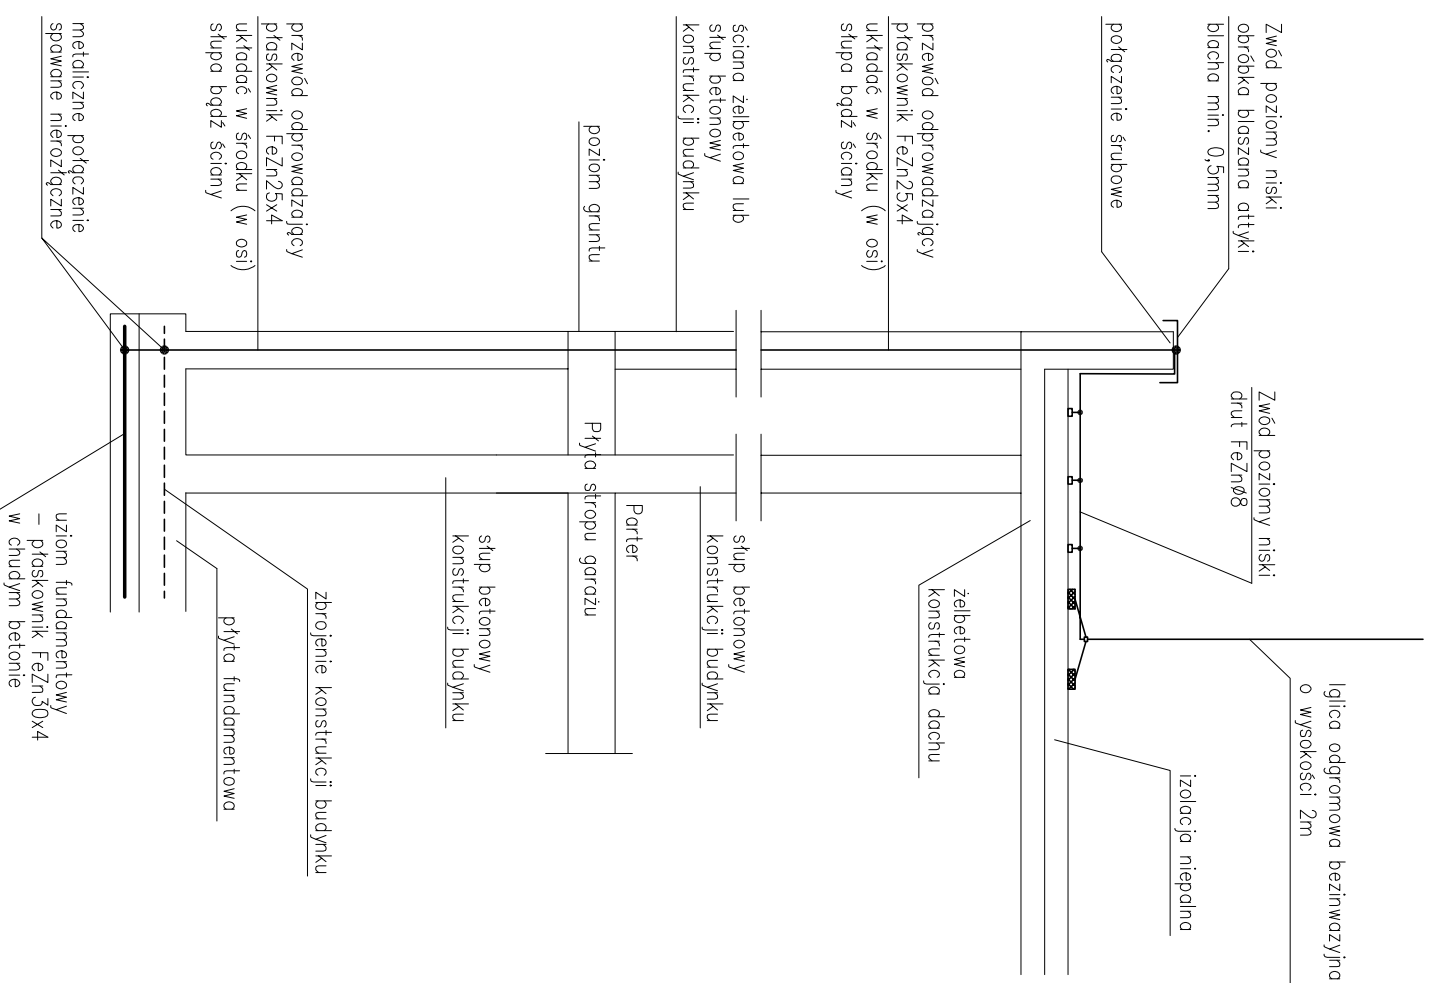 Zwód poziomy niski
obróbka blaszana attyki
blacha min. 0,5mm
połączenie śrubowe
przewód odprowadzający
płaskownik FeZn25x4
układać w środku (w osi)
słupa bądź ściany
ściana żelbetowa lub
słup betonowy
konstrukcji budynku
poziom gruntu
przewód odprowadzający
płaskownik FeZn25x4
układać w środku (w osi)
słupa bądź ściany
metaliczne połączenie
spawane nierozłączne
Zwód poziomy niski
drut FeZnø8
Iglica odgromowa bezinwazyjna
o wysokości 2m
izolacja niepalna
żelbetowa
konstrukcja dachu
słup betonowy
konstrukcji budynku
Parter
Płyta stropu garażu
słup betonowy
konstrukcji budynku
zbrojenie konstrukcji budynku
płyta fundamentowa
uziom fundamentowy
– płaskownik FeZn30x4
w chudym betonie